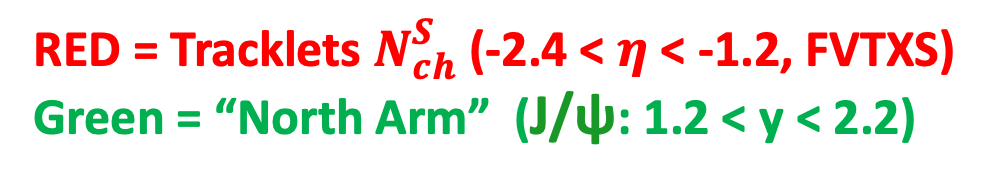 RED = Tracklets N^S_ch (-2.4 < η < -1.2, FVTXS)
Green = “North Arm” (J/ψ: 1.2 < y < 2.2)